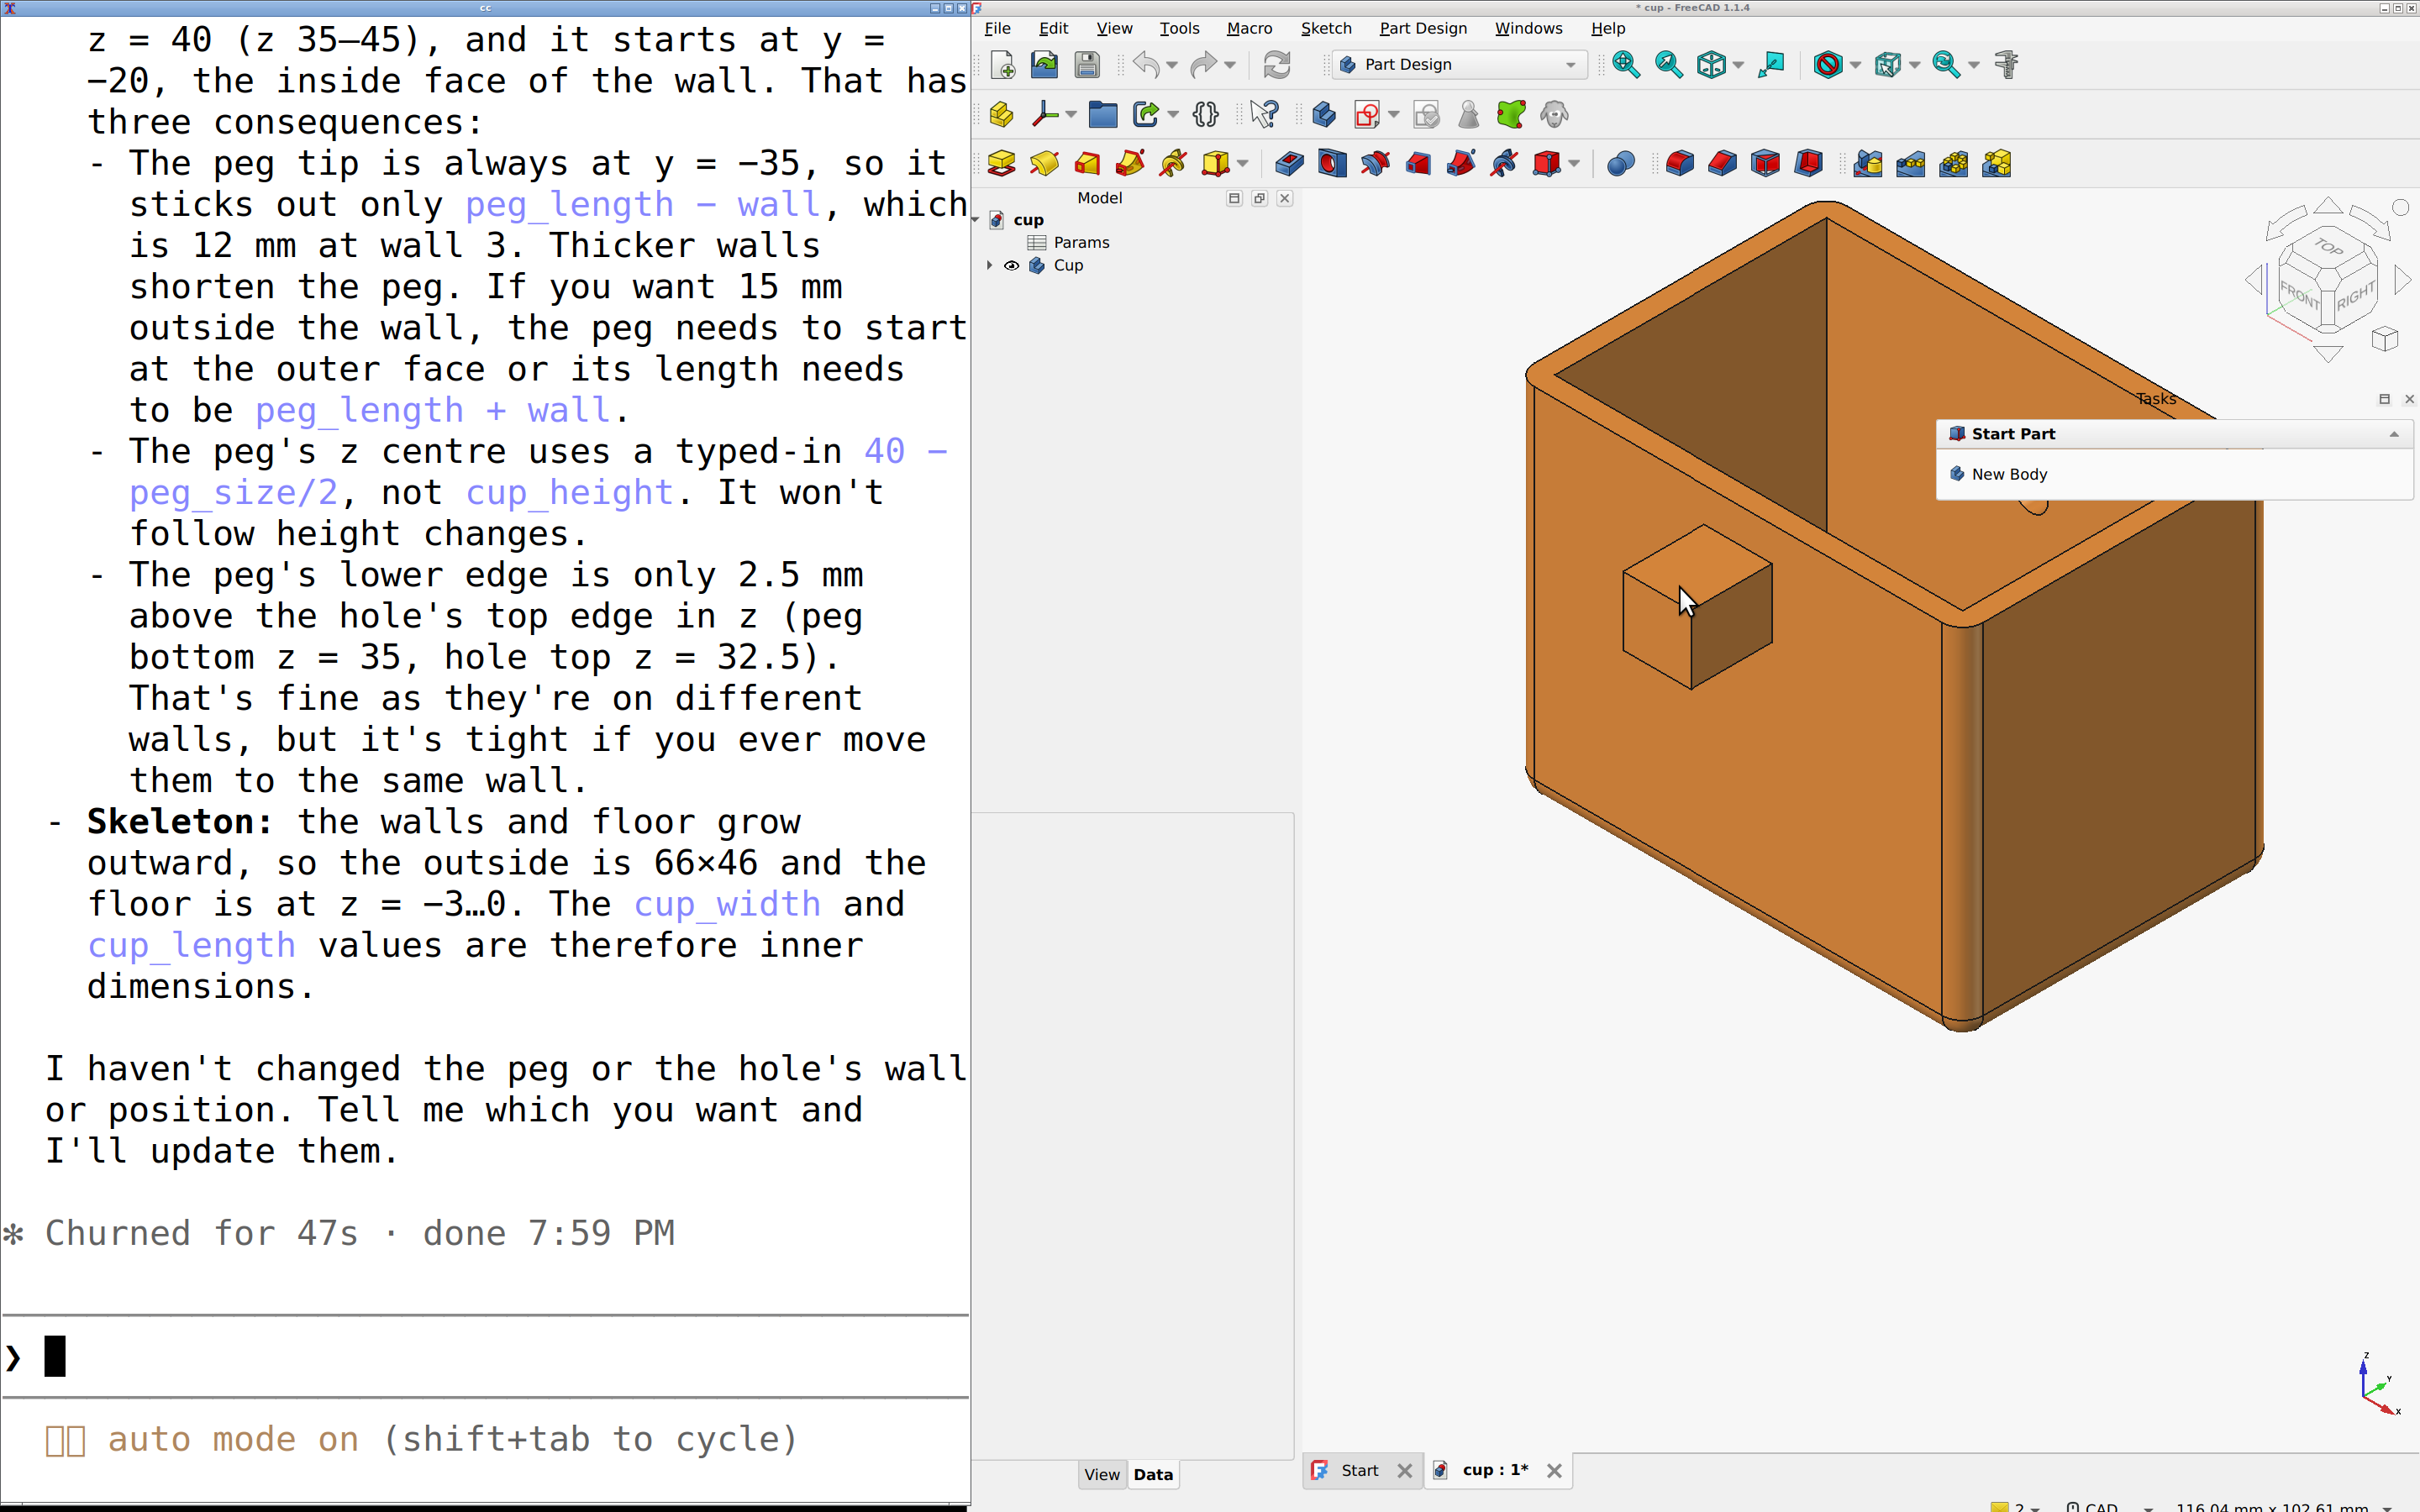 cc
z = 40 (z 35–45), and it starts at y =
−20, the inside face of the wall. That has
three consequences:
- The peg tip is always at y = −35, so it
sticks out only peg_length − wall, which
is 12 mm at wall 3. Thicker walls
shorten the peg. If you want 15 mm
outside the wall, the peg needs to start
at the outer face or its length needs
to be peg_length + wall.
- The peg's z centre uses a typed-in 40 −
peg_size/2, not cup_height. It won't
follow height changes.
- The peg's lower edge is only 2.5 mm
above the hole's top edge in z (peg
bottom z = 35, hole top z = 32.5).
That's fine as they're on different
walls, but it's tight if you ever move
them to the same wall.
- Skeleton: the walls and floor grow
outward, so the outside is 66×46 and the
floor is at z = −3…0. The cup_width and
cup_length values are therefore inner
dimensions.
I haven't changed the peg or the hole's wall
or position. Tell me which you want and
I'll update them.
✻ Churned for 47s · done 7:59 PM
❯
auto mode on (shift+tab to cycle)
* cup - FreeCAD 1.1.4
File Edit View Tools Macro Sketch Part Design Windows Help
Part Design
Model
cup
Params
Cup
TOP
FRONT
RIGHT
Tasks
Start Part
New Body
Z
Y
X
View Data
Start
cup : 1*
2
CAD
116.04 mm x 102.61 mm